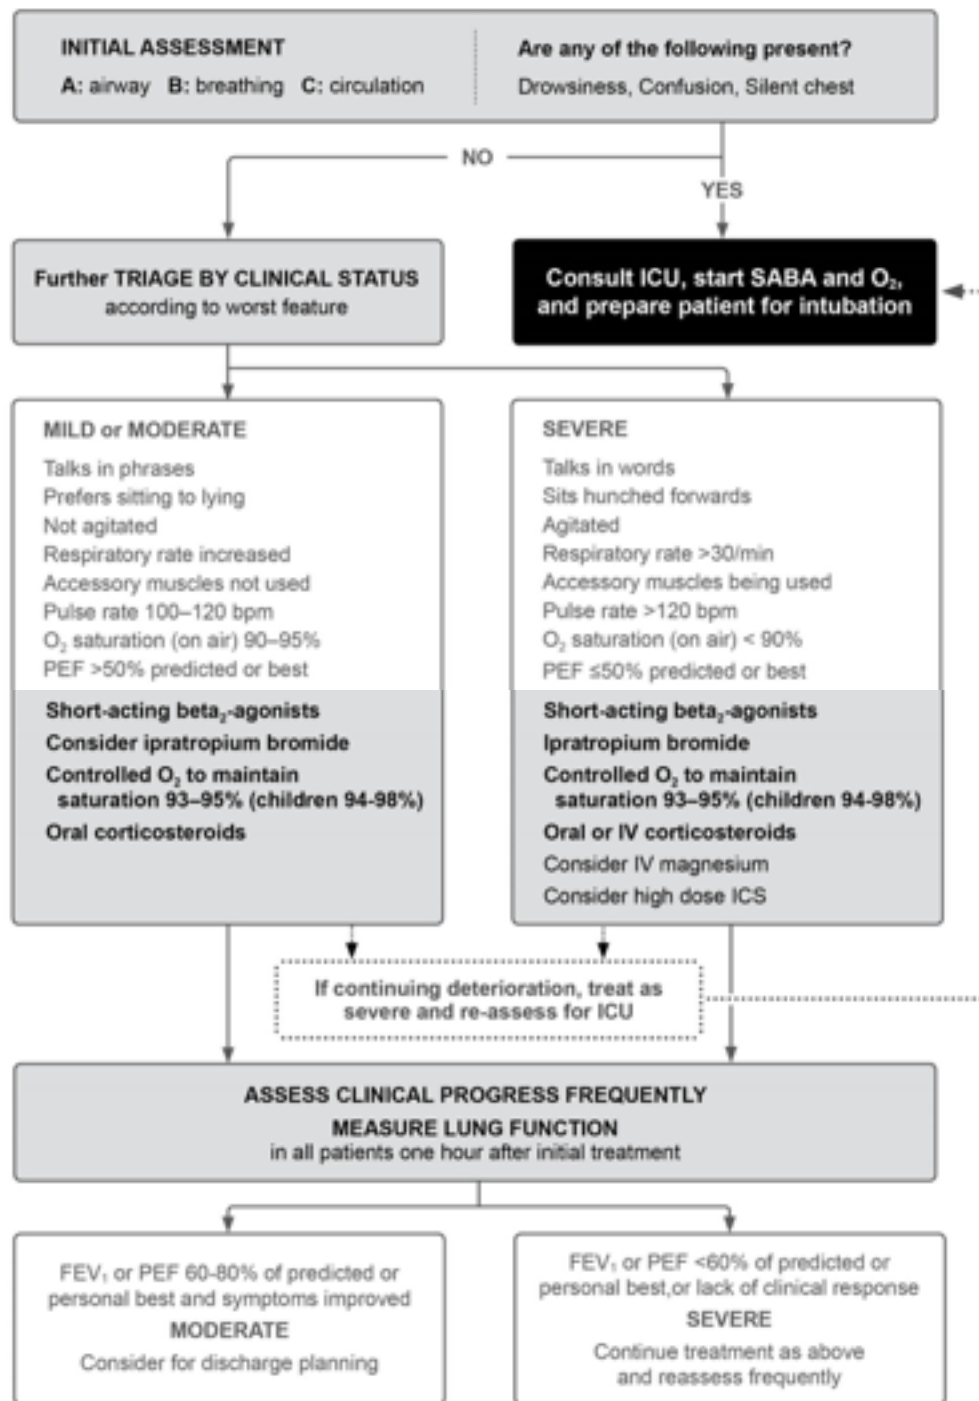 INITIAL ASSESSMENT
A: airway B: breathing C: circulation
Are any of the following present?
Drowsiness, Confusion, Silent chest
NO
YES
Further TRIAGE BY CLINICAL STATUS
according to worst feature
Consult ICU, start SABA and O₂,
and prepare patient for intubation
MILD or MODERATE
Talks in phrases
Prefers sitting to lying
Not agitated
Respiratory rate increased
Accessory muscles not used
Pulse rate 100–120 bpm
O₂ saturation (on air) 90–95%
PEF >50% predicted or best
Short-acting beta₂-agonists
Consider ipratropium bromide
Controlled O₂ to maintain
saturation 93–95% (children 94-98%)
Oral corticosteroids
SEVERE
Talks in words
Sits hunched forwards
Agitated
Respiratory rate >30/min
Accessory muscles being used
Pulse rate >120 bpm
O₂ saturation (on air) < 90%
PEF ≤50% predicted or best
Short-acting beta₂-agonists
Ipratropium bromide
Controlled O₂ to maintain
saturation 93–95% (children 94-98%)
Oral or IV corticosteroids
Consider IV magnesium
Consider high dose ICS
If continuing deterioration, treat as
severe and re-assess for ICU
ASSESS CLINICAL PROGRESS FREQUENTLY
MEASURE LUNG FUNCTION
in all patients one hour after initial treatment
FEV₁ or PEF 60-80% of predicted or
personal best and symptoms improved
MODERATE
Consider for discharge planning
FEV₁ or PEF <60% of predicted or
personal best,or lack of clinical response
SEVERE
Continue treatment as above
and reassess frequently